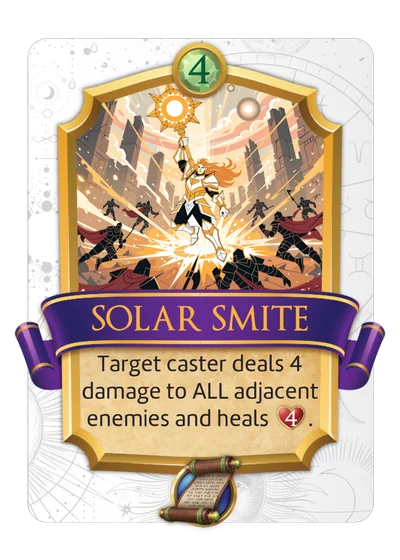 4
SOLAR SMITE
Target caster deals 4
damage to ALL adjacent
enemies and heals 4.